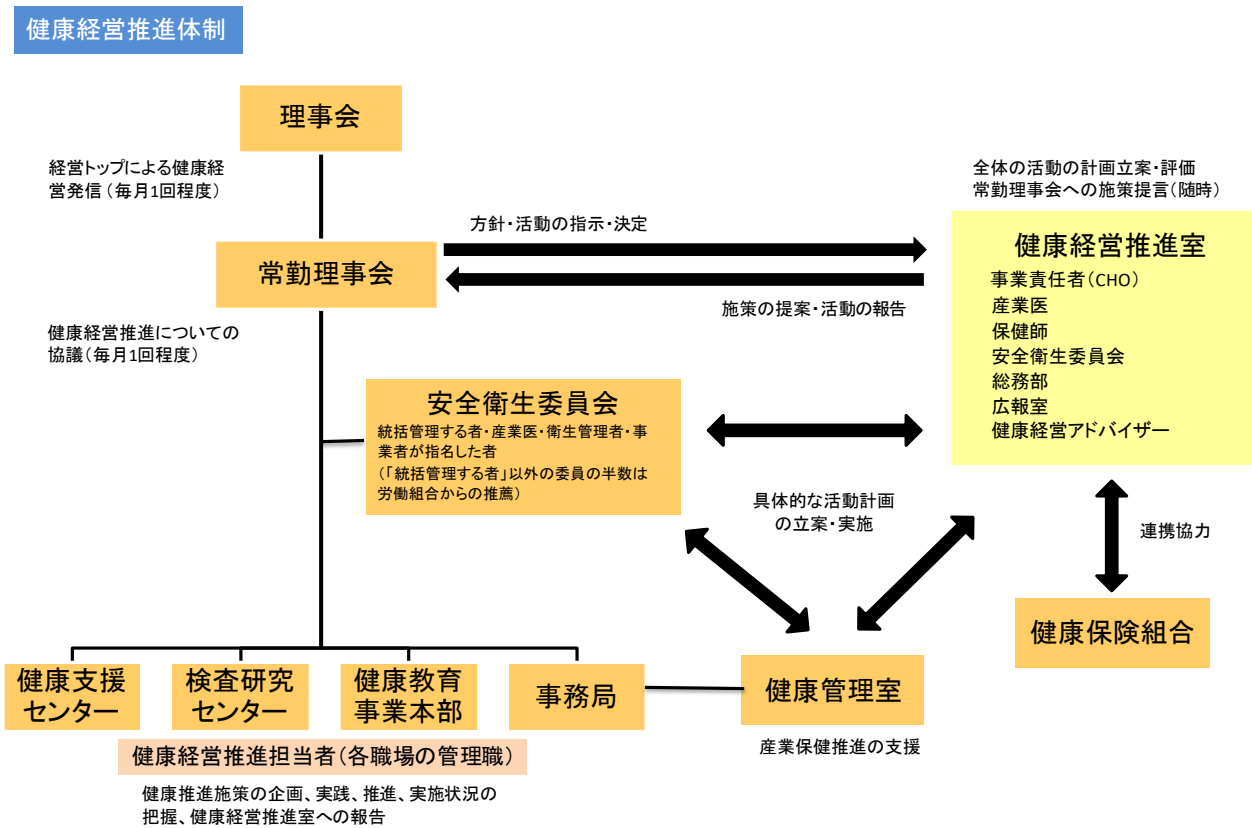 健康経営推進体制
理事会
経営トップによる健康経
営発信(毎月1回程度)
全体の活動の計画立案・評価
常勤理事会への施策提言(随時)
方針・活動の指示・決定
常勤理事会
施策の提案・活動の報告
健康経営推進室
事業責任者(CHO)
産業医
保健師
安全衛生委員会
総務部
広報室
健康経営アドバイザー
健康経営推進についての
協議(毎月1回程度)
安全衛生委員会
統括管理する者・産業医・衛生管理者・事
業者が指名した者
(「統括管理する者」以外の委員の半数は
労働組合からの推薦)
具体的な活動計画
の立案・実施
連携協力
健康保険組合
健康支援
センター
検査研究
センター
健康教育
事業本部
事務局
健康管理室
産業保健推進の支援
健康経営推進担当者(各職場の管理職)
健康推進施策の企画、実践、推進、実施状況の
把握、健康経営推進室への報告